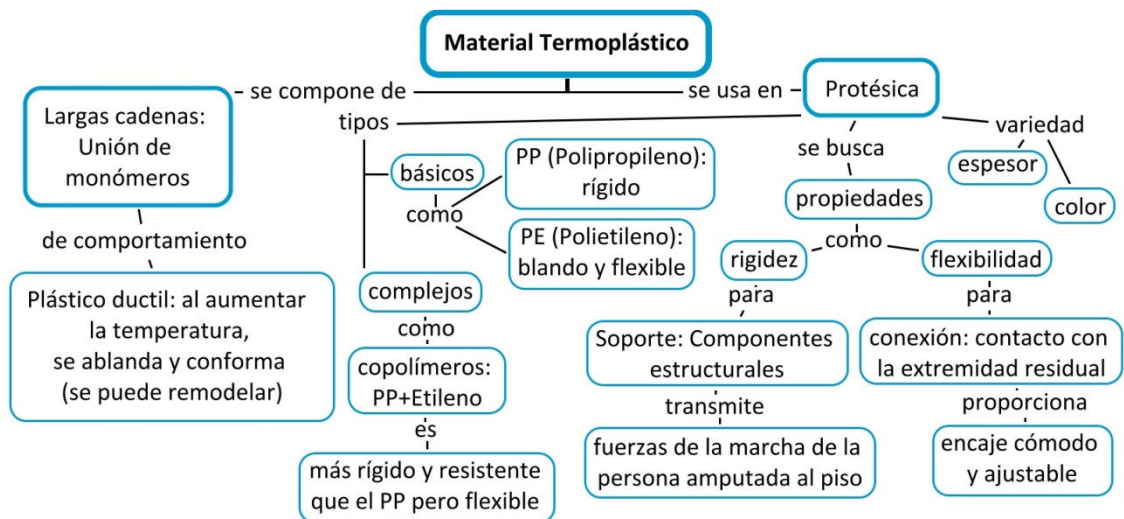 Material Termoplástico
se compone de
se usa en
Protésica
Largas cadenas:
Unión de
monómeros
de comportamiento
Plástico ductil: al aumentar
la temperatura,
se ablanda y conforma
(se puede remodelar)
tipos
básicos
como
PP (Polipropileno):
rígido
PE (Polietileno):
blando y flexible
complejos
como
copolímeros:
PP+Etileno
es
más rígido y resistente
que el PP pero flexible
se busca
propiedades
como
rigidez
para
Soporte: Componentes
estructurales
transmite
fuerzas de la marcha de la
persona amputada al piso
flexibilidad
para
conexión: contacto con
la extremidad residual
proporciona
encaje cómodo
y ajustable
variedad
espesor
color